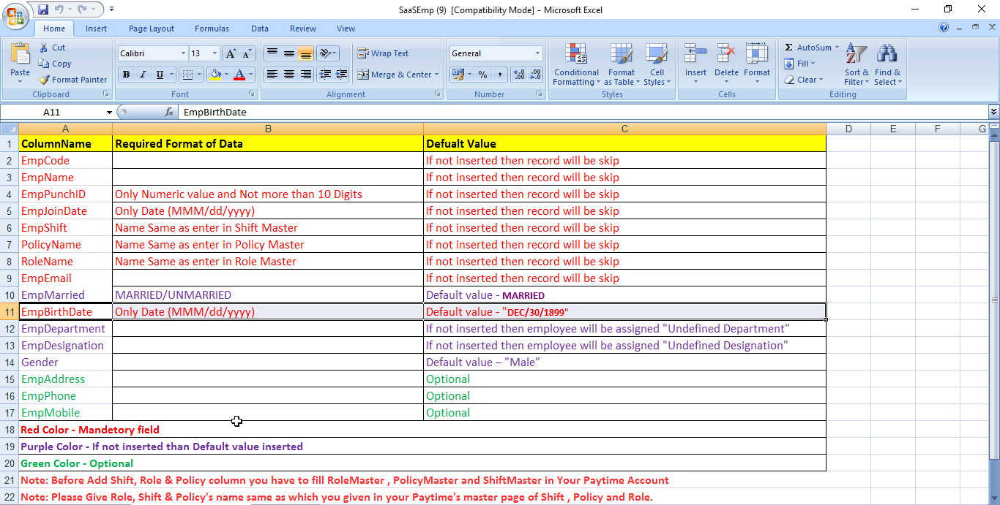 SaaSEmp (9) [Compatibility Mode] - Microsoft Excel
Home Insert Page Layout Formulas Data Review View
Paste Cut Copy Format Painter
Calibri 13 A A
B I U A
Wrap Text
Merge & Center
General
% ,
Conditional Formatting Format as Table Cell Styles
Insert Delete Format
Σ AutoSum Fill Clear
Sort & Filter Find & Select
Clipboard Font Alignment Number Styles Cells Editing
A11 fx EmpBirthDate
A B C D E F G
1 ColumnName Required Format of Data Defualt Value
2 EmpCode If not inserted then record will be skip
3 EmpName If not inserted then record will be skip
4 EmpPunchID Only Numeric value and Not more than 10 Digits If not inserted then record will be skip
5 EmpJoinDate Only Date (MMM/dd/yyyy) If not inserted then record will be skip
6 EmpShift Name Same as enter in Shift Master If not inserted then record will be skip
7 PolicyName Name Same as enter in Policy Master If not inserted then record will be skip
8 RoleName Name Same as enter in Role Master If not inserted then record will be skip
9 EmpEmail If not inserted then record will be skip
10 EmpMarried MARRIED/UNMARRIED Default value - MARRIED
11 EmpBirthDate Only Date (MMM/dd/yyyy) Default value - "DEC/30/1899"
12 EmpDepartment If not inserted then employee will be assigned "Undefined Department"
13 EmpDesignation If not inserted then employee will be assigned "Undefined Designation"
14 Gender Default value – "Male”
15 EmpAddress Optional
16 EmpPhone Optional
17 EmpMobile Optional
18 Red Color - Mandetory field
19 Purple Color - If not inserted than Default value inserted
20 Green Color - Optional
21 Note: Before Add Shift, Role & Policy column you have to fill RoleMaster , PolicyMaster and ShiftMaster in Your Paytime Account
22 Note: Please Give Role, Shift & Policy's name same as which you given in your Paytime's master page of Shift , Policy and Role.